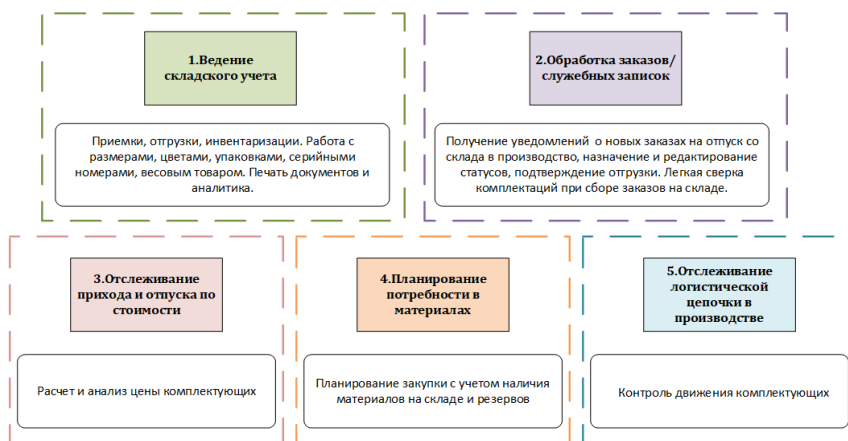 1.Ведение
складского учета
2.Обработка заказов/
служебных записок
Приемки, отгрузки, инвентаризации. Работа с
размерами, цветами, упаковками, серийными
номерами, весовым товаром. Печать документов и
аналитика.
Получение уведомлений о новых заказах на отпуск со
склада в производство, назначение и редактирование
статусов, подтверждение отгрузки. Легкая сверка
комплектаций при сборе заказов на складе.
3.Отслеживание
прихода и отпуска по
стоимости
4.Планирование
потребности в
материалах
5.Отслеживание
логистической
цепочки в
производстве
Расчет и анализ цены комплектующих
Планирование закупки с учетом наличия
материалов на складе и резервов
Контроль движения комплектующих